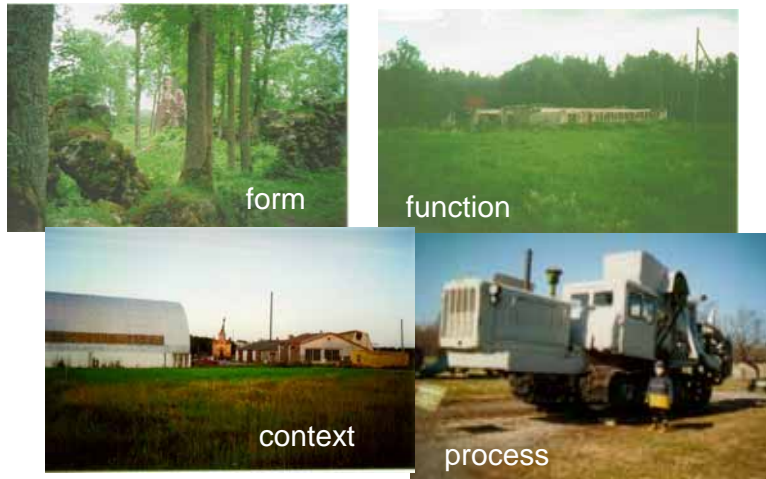 form
function
context
process